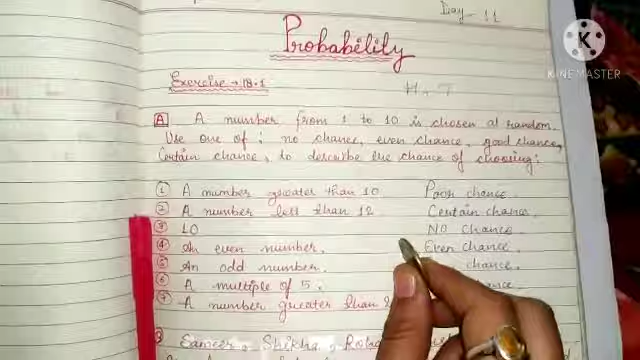 Day - 11
Probability
KINEMASTER
Exercise → 18.1
H, T
A A number from 1 to 10 is chosen at random.
Use one of : no chance, even chance, good chance,
Certain chance, to describe the chance of choosing :
1 A number greater than 10 Poor chance
2 A number less than 12 Certain chance.
3 10 NO chance
4 An even number. Even chance
5 An odd number. chance
6 A multiple of 5.
7 A number greater than
Sameer, Shikha,